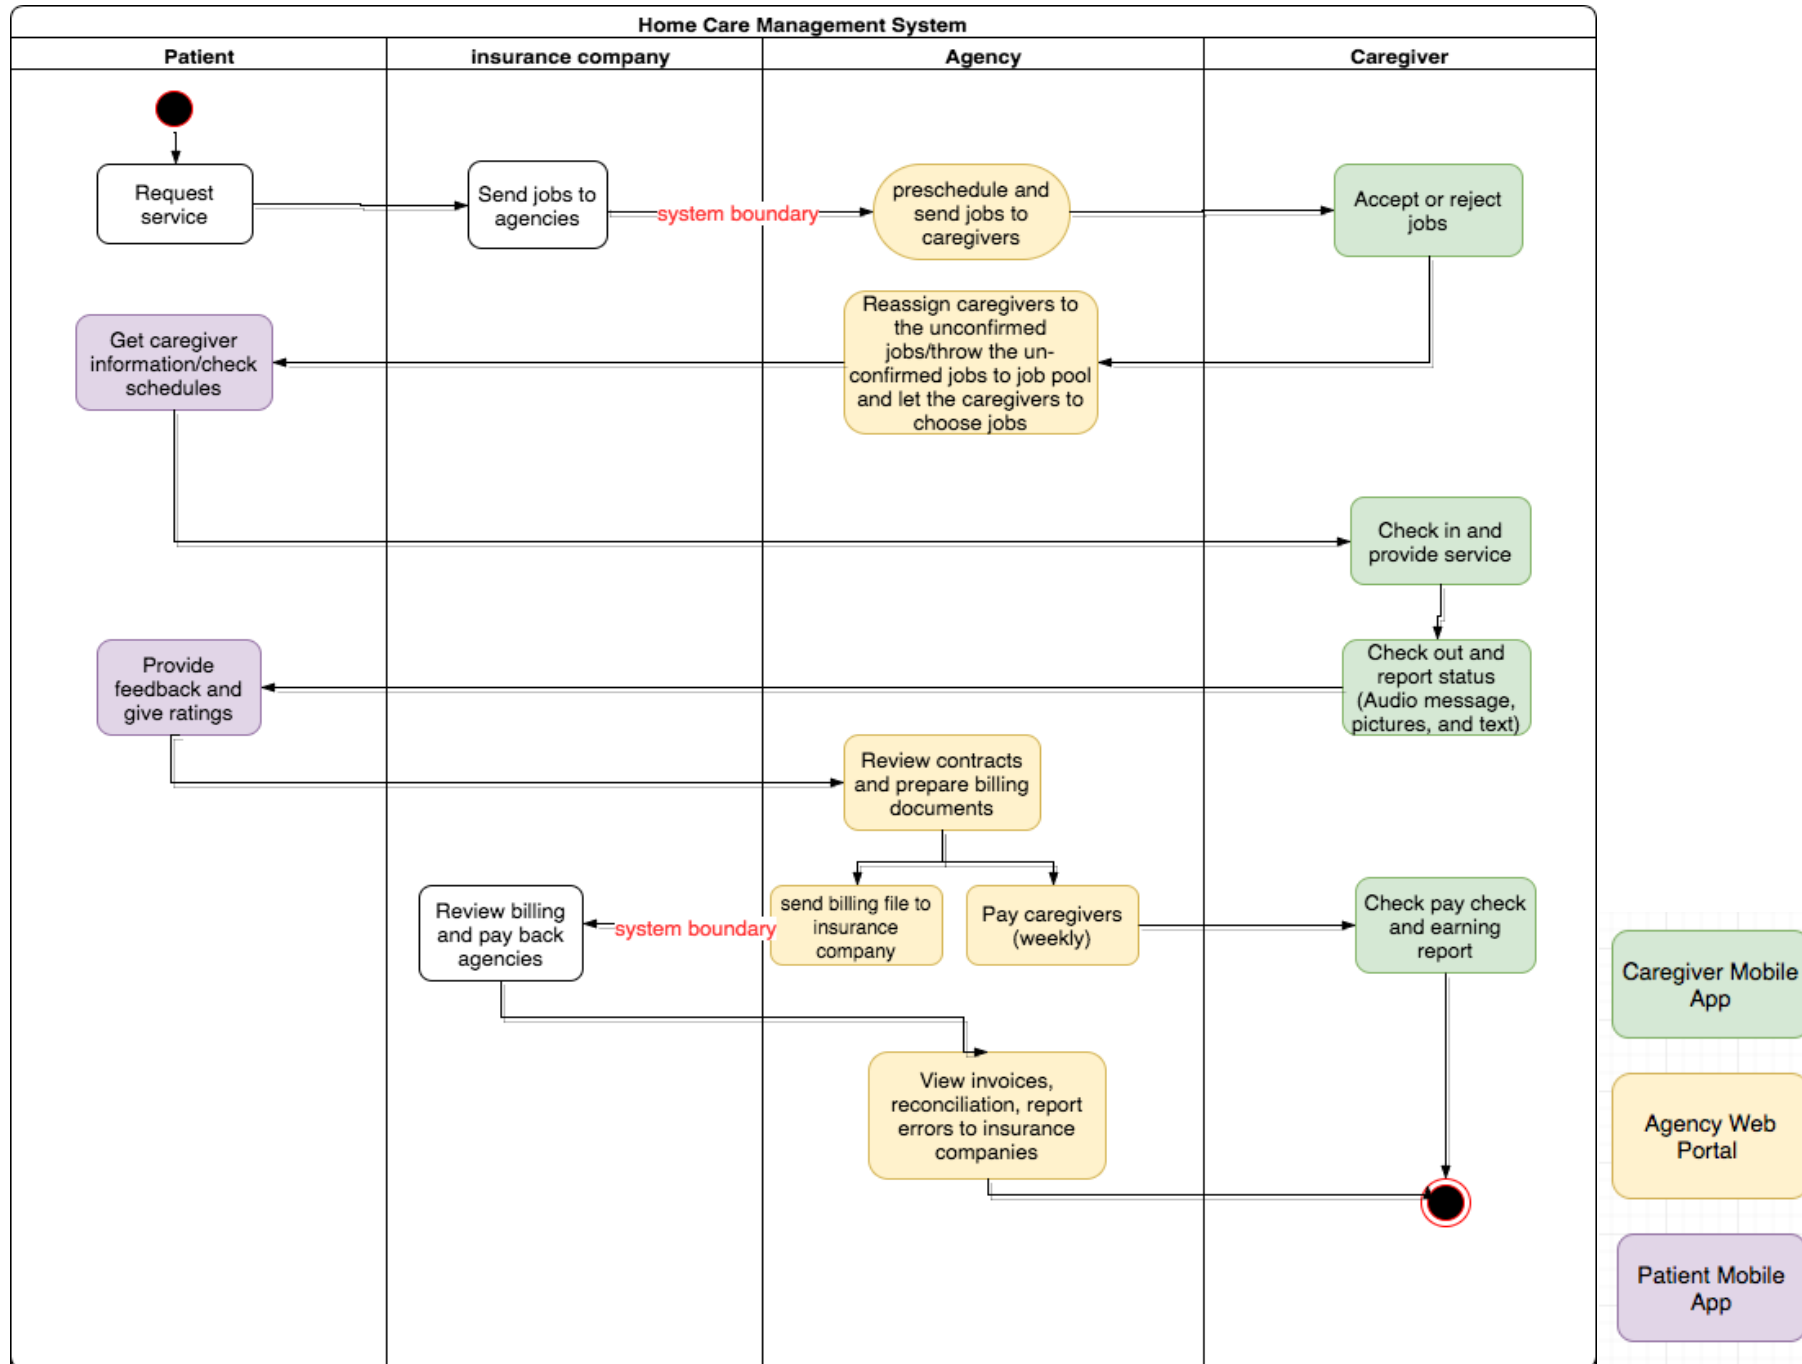 Home Care Management System
Patient
insurance company
Agency
Caregiver
Request
service
Send jobs to
agencies
system boundary
preschedule and
send jobs to
caregivers
Accept or reject
jobs
Get caregiver
information/check
schedules
Reassign caregivers to
the unconfirmed
jobs/throw the un-
confirmed jobs to job pool
and let the caregivers to
choose jobs
Check in and
provide service
Provide
feedback and
give ratings
Check out and
report status
(Audio message,
pictures, and text)
Review contracts
and prepare billing
documents
Review billing
and pay back
agencies
system boundary
send billing file to
insurance
company
Pay caregivers
(weekly)
Check pay check
and earning
report
View invoices,
reconciliation, report
errors to insurance
companies
Caregiver Mobile
App
Agency Web
Portal
Patient Mobile
App